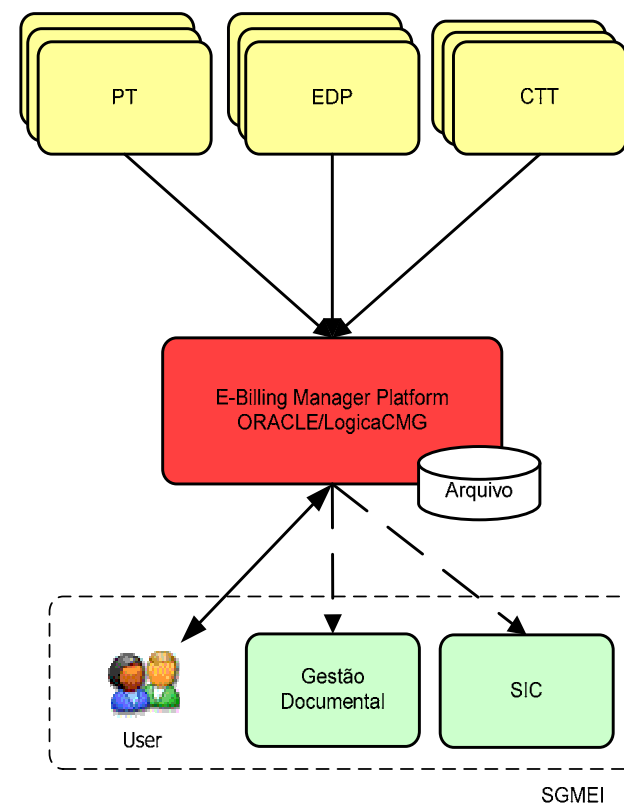 PT
EDP
CTT
E-Billing Manager Platform
ORACLE/LogicaCMG
Arquivo
Gestão
Documental
SIC
User
SGMEI